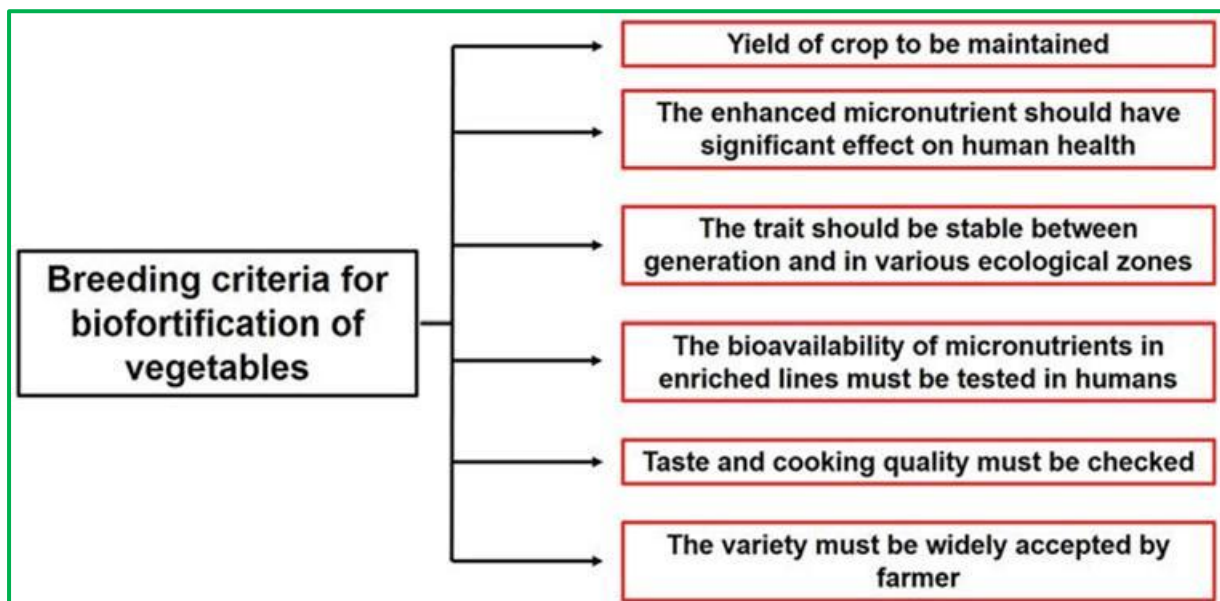 Breeding criteria for
biofortification of
vegetables
Yield of crop to be maintained
The enhanced micronutrient should have
significant effect on human health
The trait should be stable between
generation and in various ecological zones
The bioavailability of micronutrients in
enriched lines must be tested in humans
Taste and cooking quality must be checked
The variety must be widely accepted by
farmer